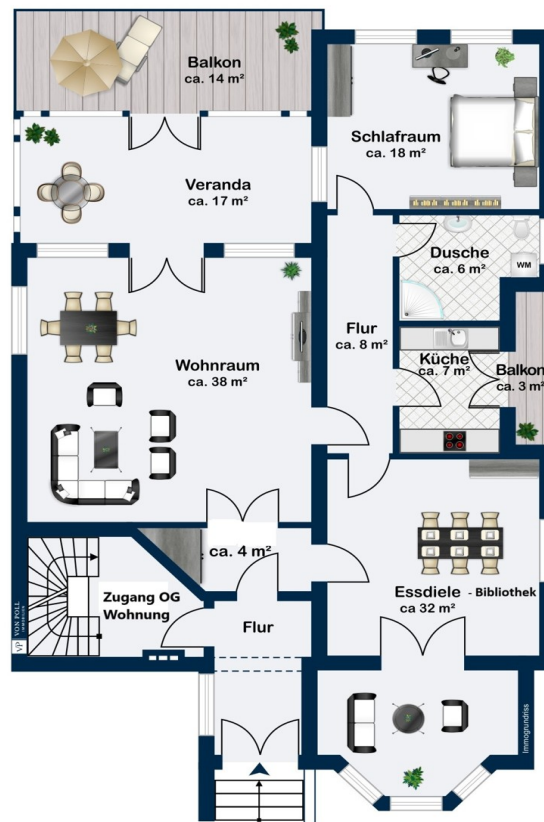 Balkon
ca. 14 m²
Schlafraum
ca. 18 m²
Veranda
ca. 17 m²
Dusche
ca. 6 m²
WM
Flur
ca. 8 m²
Wohnraum
ca. 38 m²
Küche
ca. 7 m²
Balkon
ca. 3 m²
ca. 4 m²
Zugang OG
Wohnung
Flur
Essdiele - Bibliothek
ca 32 m²
VON POLL
IMMOBILIEN
VP
Immogrundriss